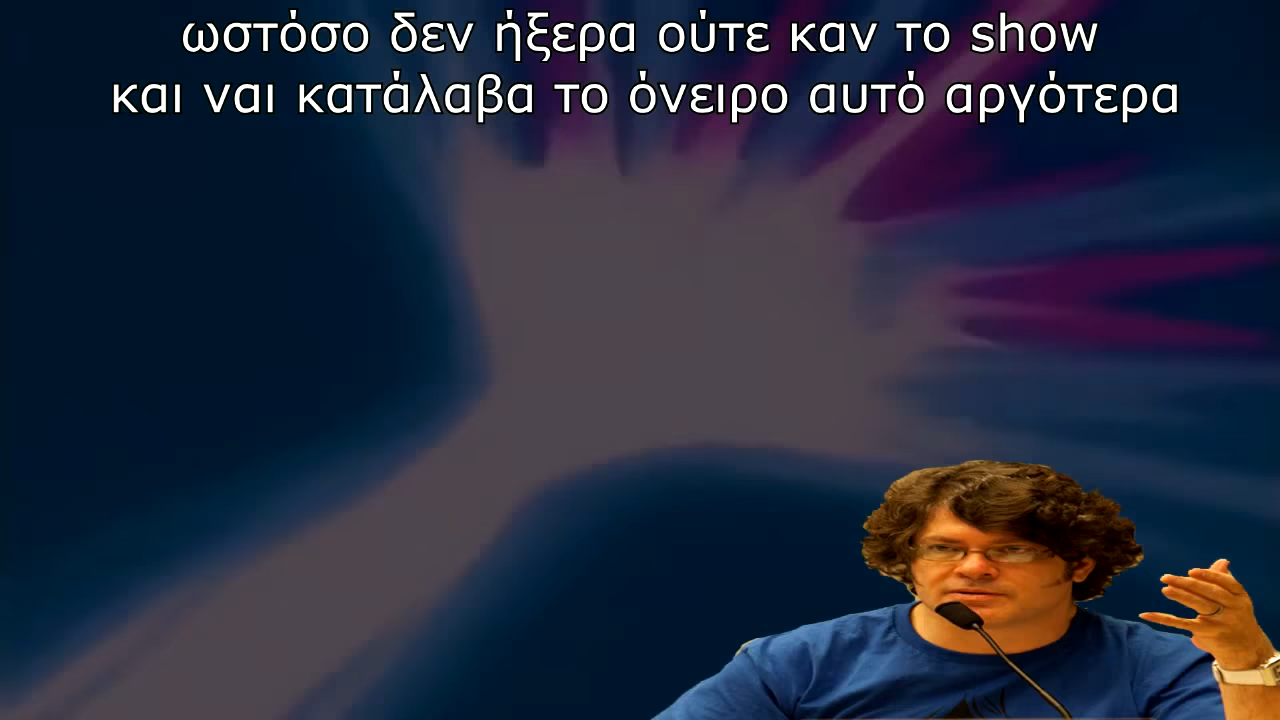 ωστόσο δεν ήξερα ούτε καν το show
και ναι κατάλαβα το όνειρο αυτό αργότερα